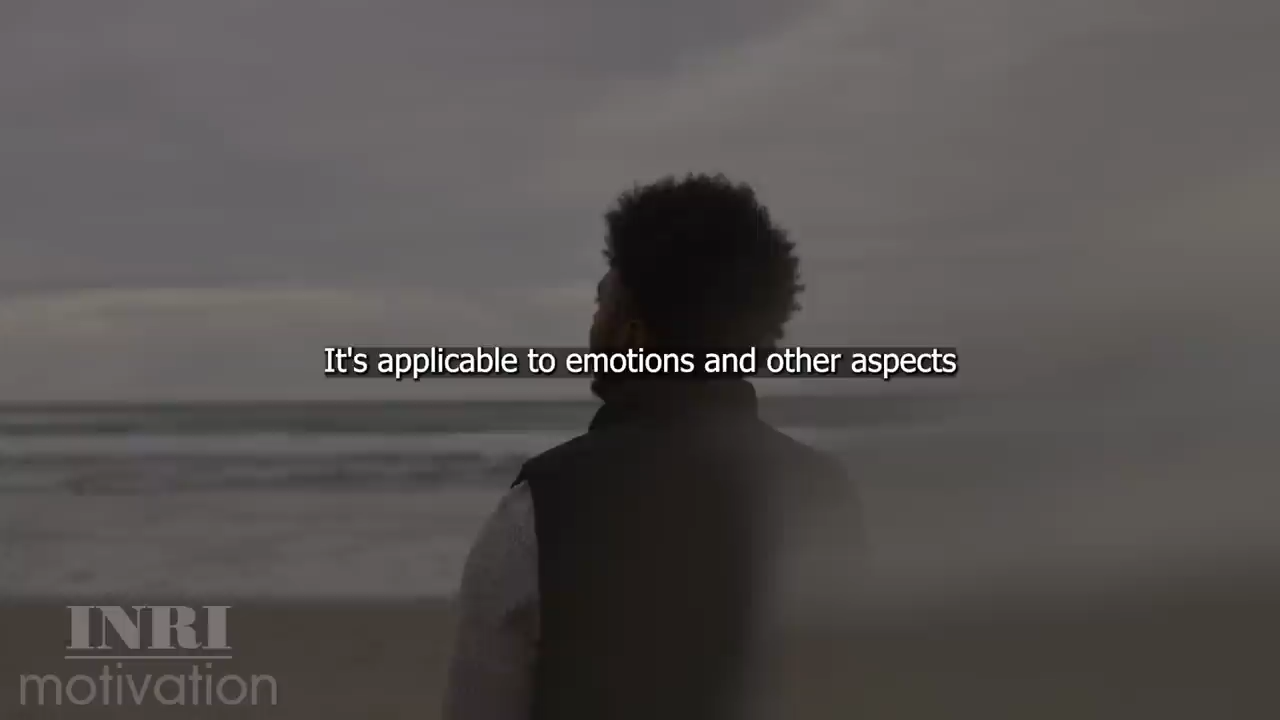 It's applicable to emotions and other aspects
INRI
motivation